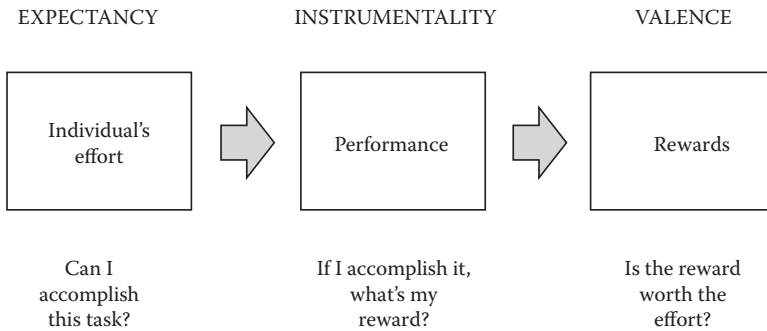 EXPECTANCY
INSTRUMENTALITY
VALENCE
Individual's
effort
Performance
Rewards
Can I
accomplish
this task?
If I accomplish it,
what's my
reward?
Is the reward
worth the
effort?